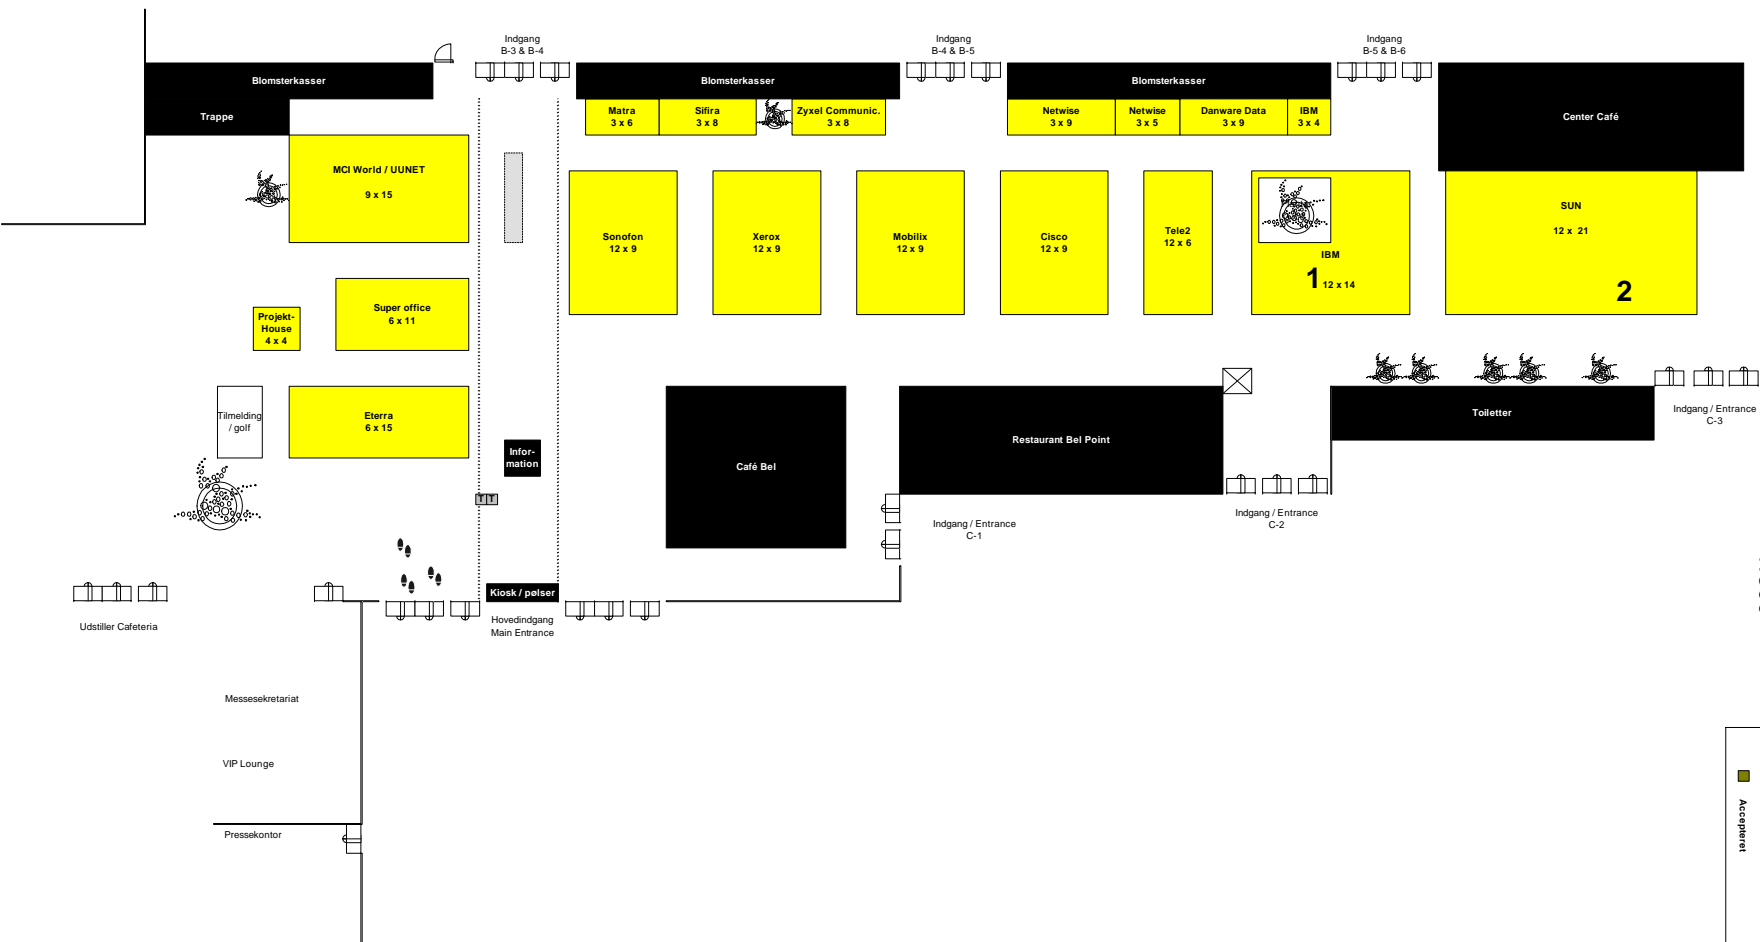 Indgang
B-3 & B-4
Indgang
B-4 & B-5
Indgang
B-5 & B-6
Blomsterkasser
Blomsterkasser
Blomsterkasser
Trappe
Matra
3 x 6
Sifira
3 x 8
Zyxel Communic.
3 x 8
Netwise
3 x 9
Netwise
3 x 5
Danware Data
3 x 9
IBM
3 x 4
Center Café
MCI World / UUNET
9 x 15
Sonofon
12 x 9
Xerox
12 x 9
Mobilix
12 x 9
Cisco
12 x 9
Tele2
12 x 6
IBM
1 12 x 14
SUN
12 x 21
2
Super office
6 x 11
Projekt-
House
4 x 4
Tilmelding
/ golf
Eterra
6 x 15
Infor-
mation
T T
Café Bel
Restaurant Bel Point
Toiletter
Indgang / Entrance
C-3
Indgang / Entrance
C-1
Indgang / Entrance
C-2
Kiosk / pølser
Hovedindgang
Main Entrance
Udstiller Cafeteria
Messesekretariat
VIP Lounge
Pressekontor
Accepteret